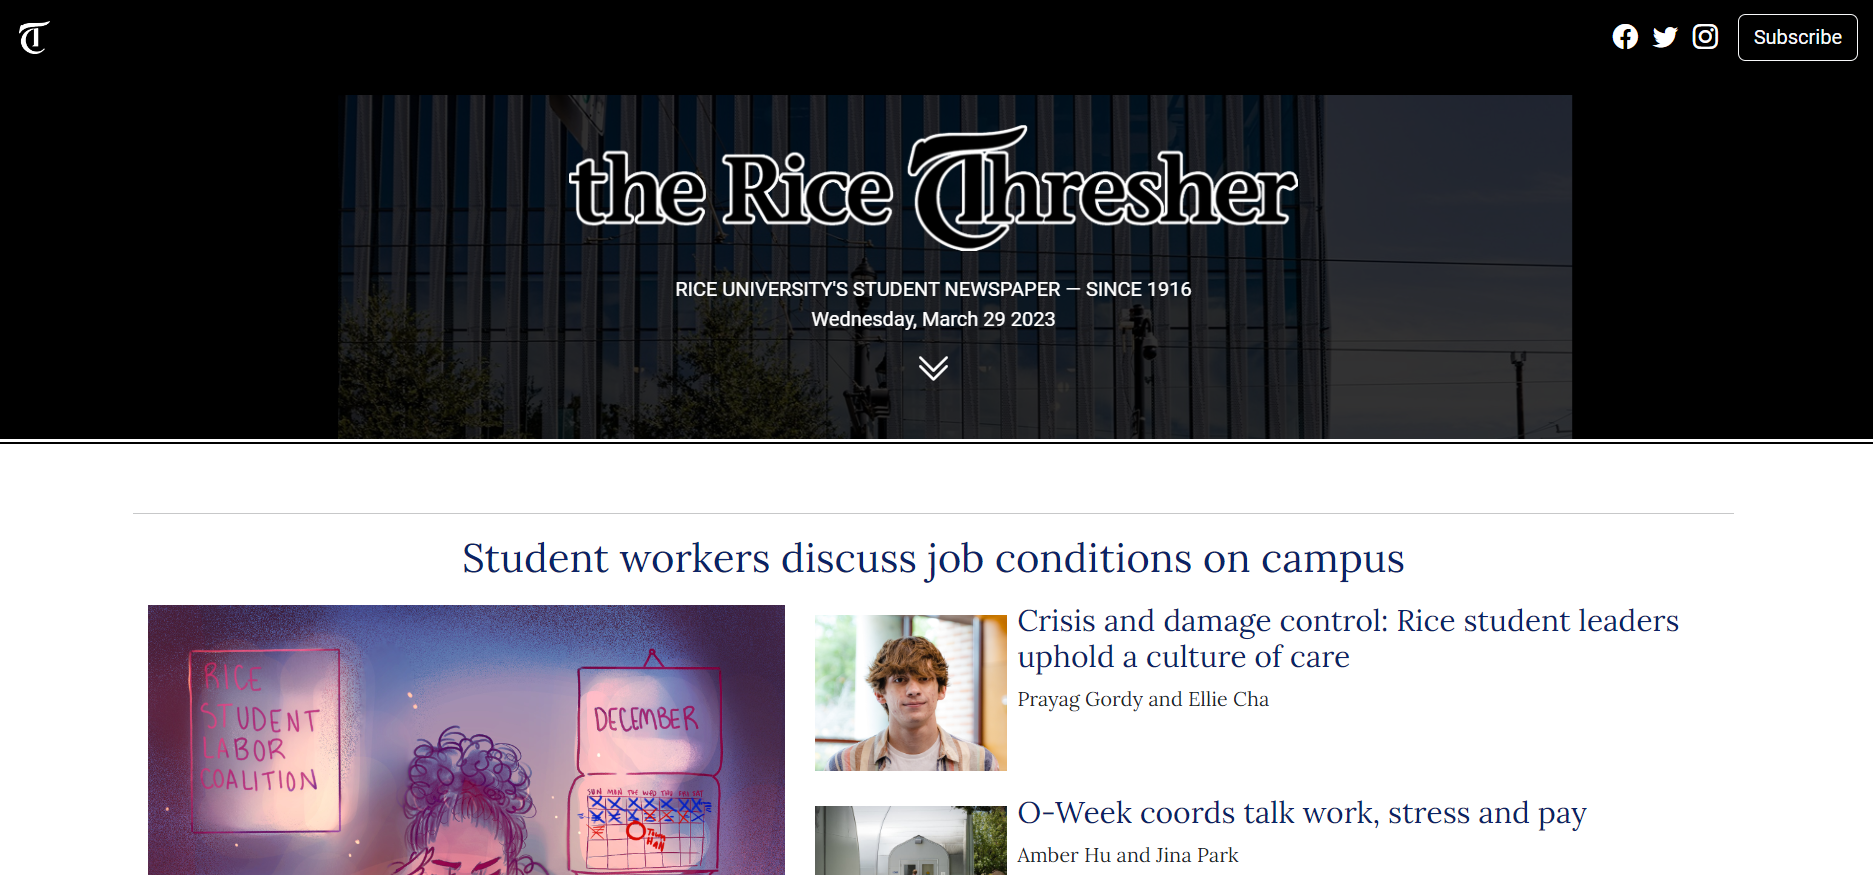 T
Subscribe
the Rice Thresher
RICE UNIVERSITY'S STUDENT NEWSPAPER — SINCE 1916
Wednesday, March 29 2023
Student workers discuss job conditions on campus
RICE
STUDENT
LABOR
COALITION
DECEMBER
SUN MON TUE WED THU FRI SAT
Crisis and damage control: Rice student leaders
uphold a culture of care
Prayag Gordy and Ellie Cha
O-Week coords talk work, stress and pay
Amber Hu and Jina Park